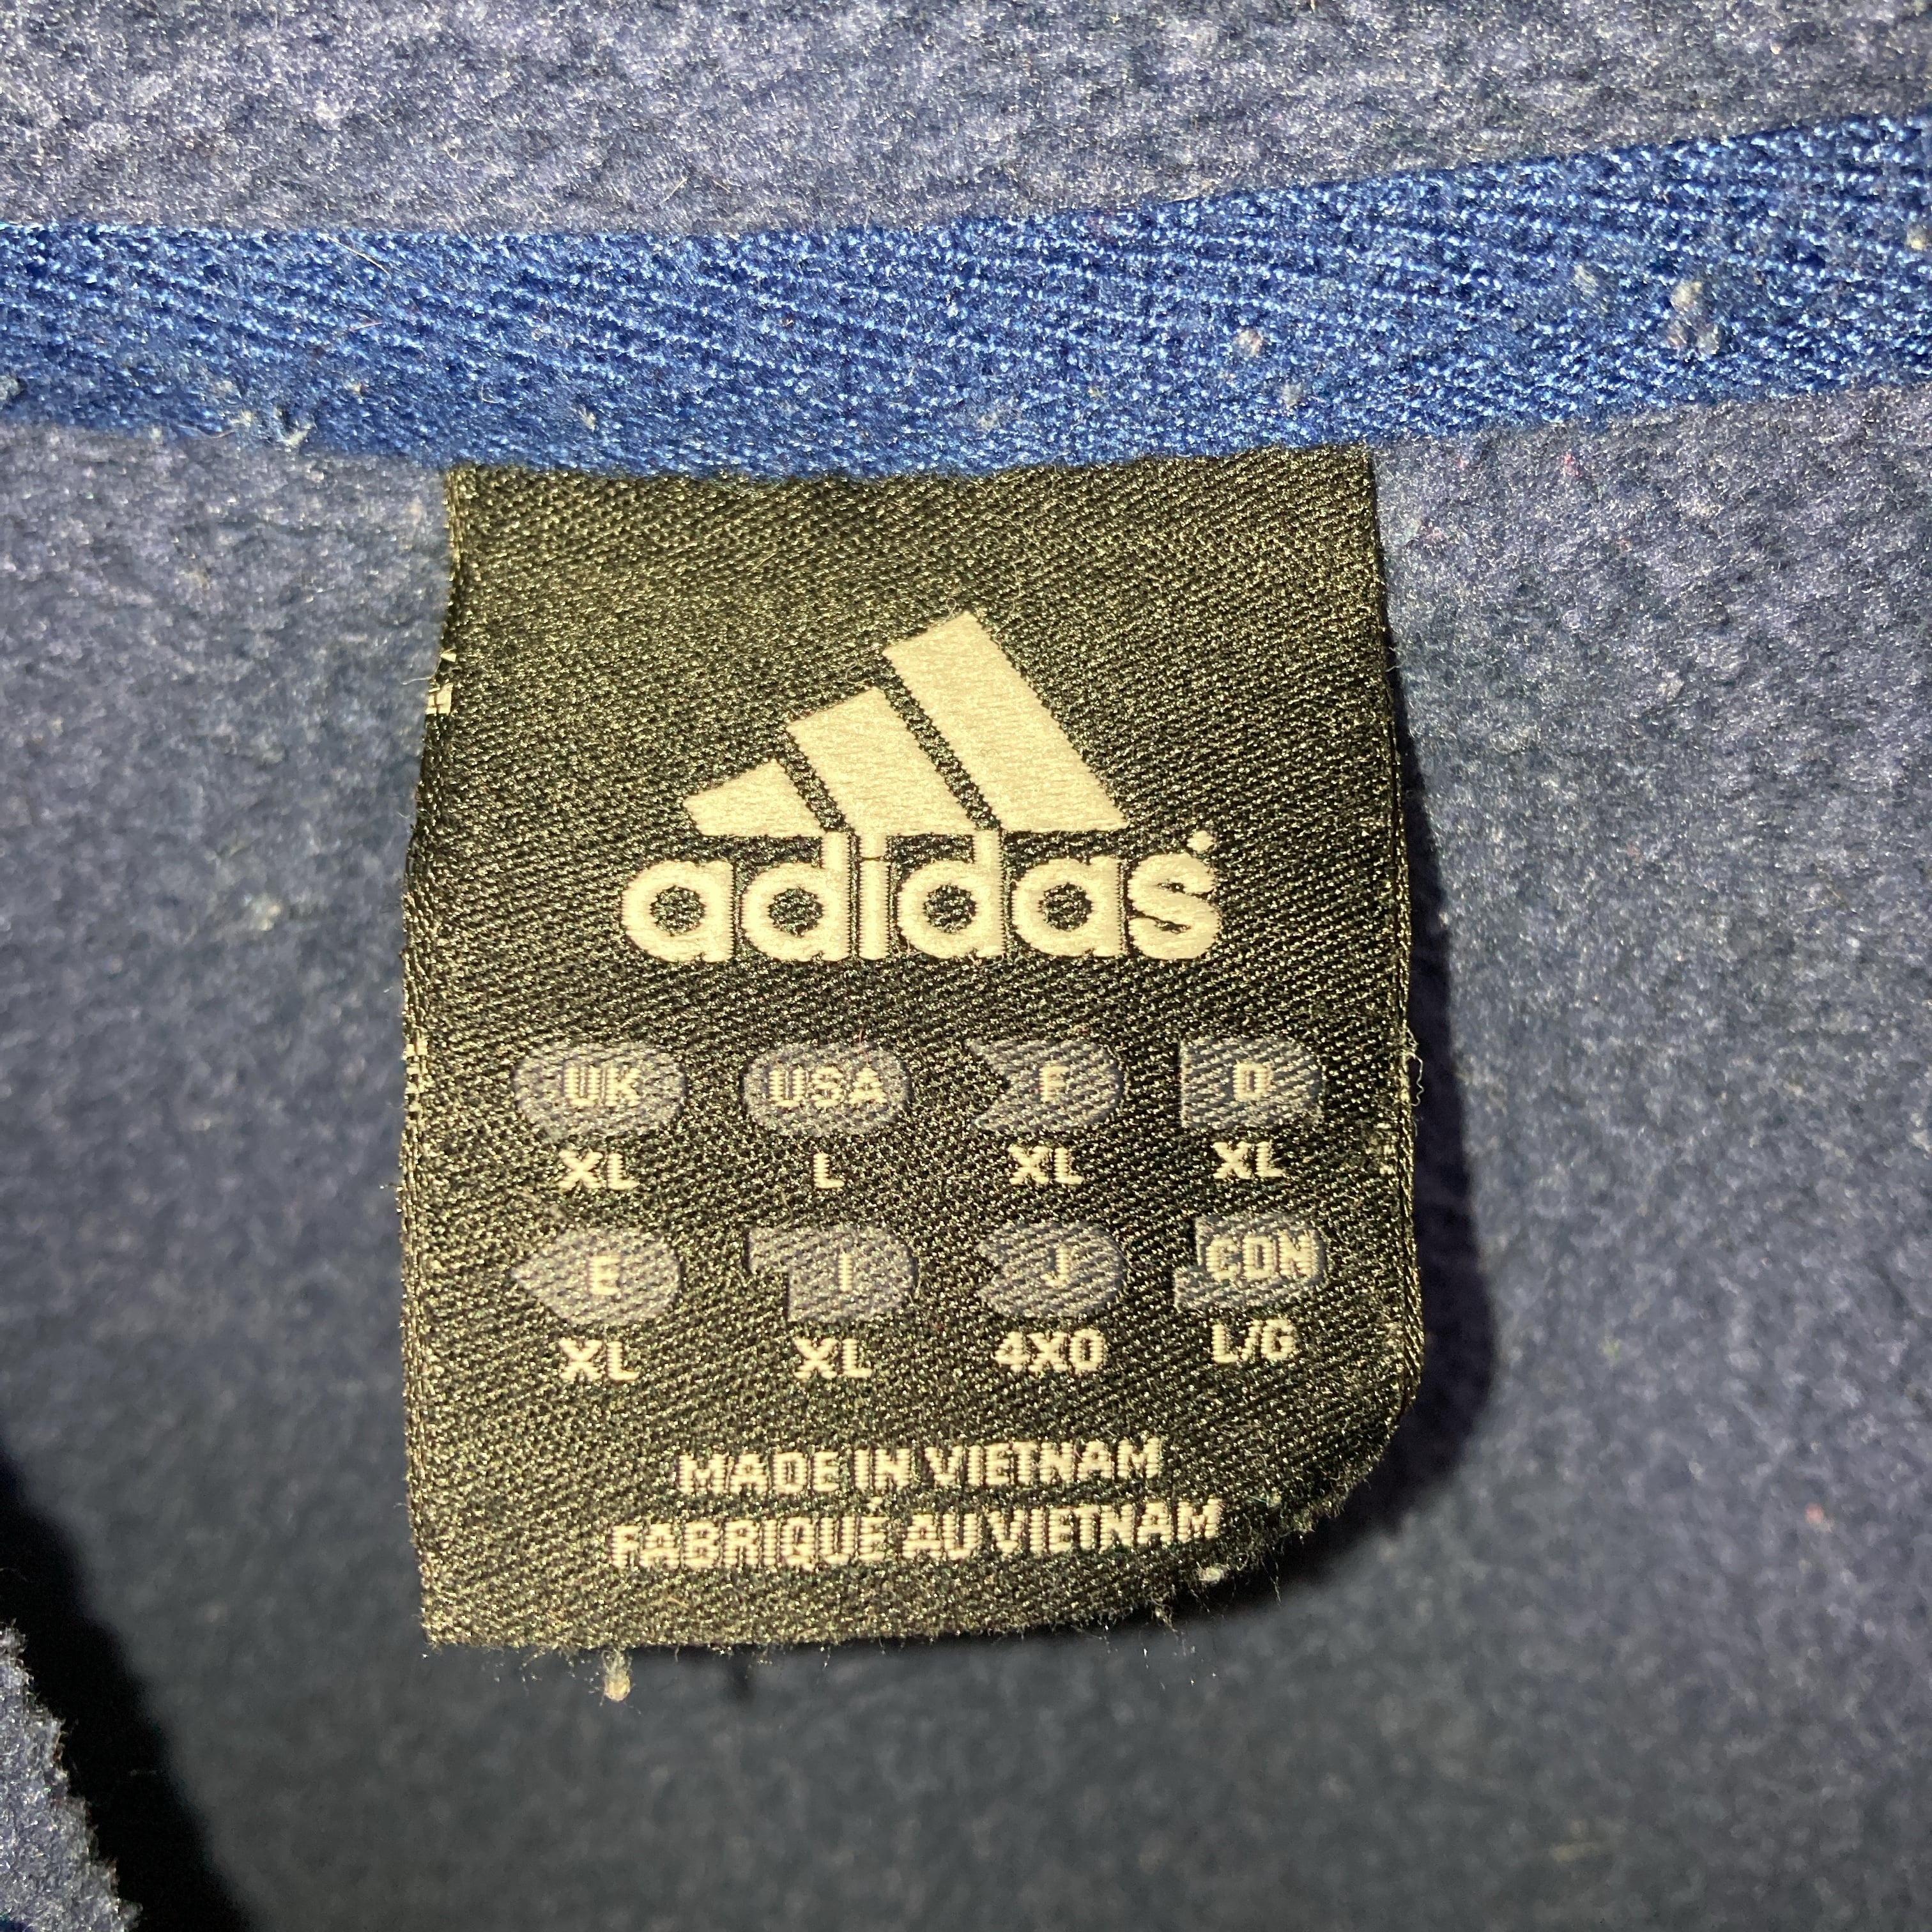 adidas
UK USA F D
XL L XL XL
E I J CDN
XL XL 4XO L/G
MADE IN VIETNAM
FABRIQUÉ AU VIETNAM